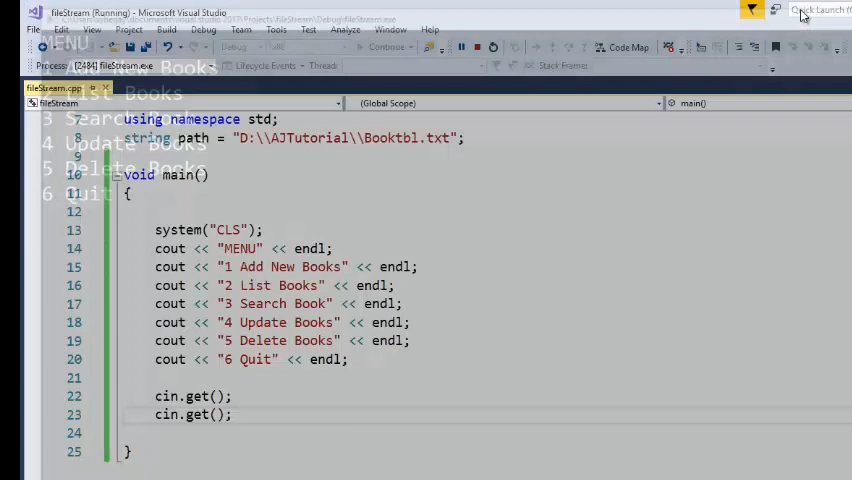 fileStream (Running) - Microsoft Visual Studio
Quick Launch (C
File Edit View Project Build Debug Team Tools Test Analyze Window Help
Debug Continue Code Map
Process: [2484] fileStream.exe Lifecycle Events Thread: Stack Frame:
MENU
1 Add New Books
2 List Books
3 Search Book
4 Update Books
5 Delete Books
6 Quit
fileStream.cpp
fileStream (Global Scope) main()
7 using namespace std;
8 string path = "D:\\AJTutorial\\Booktbl.txt";
9
10 void main()
11 {
12
13 system("CLS");
14 cout << "MENU" << endl;
15 cout << "1 Add New Books" << endl;
16 cout << "2 List Books" << endl;
17 cout << "3 Search Book" << endl;
18 cout << "4 Update Books" << endl;
19 cout << "5 Delete Books" << endl;
20 cout << "6 Quit" << endl;
21
22 cin.get();
23 cin.get();
24
25 }